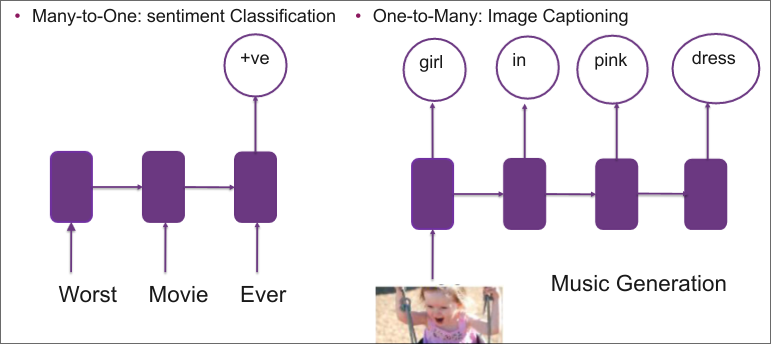 • Many-to-One: sentiment Classification
+ve
Worst Movie Ever
• One-to-Many: Image Captioning
girl in pink dress
Music Generation